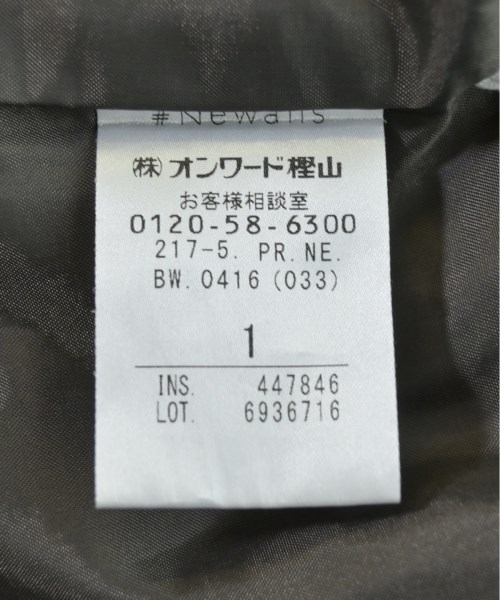 #Newans
㈱オンワード樫山
お客様相談室
0120-58-6300
217-5. PR. NE.
BW. 0416 (033)
1
INS. 447846
LOT. 6936716